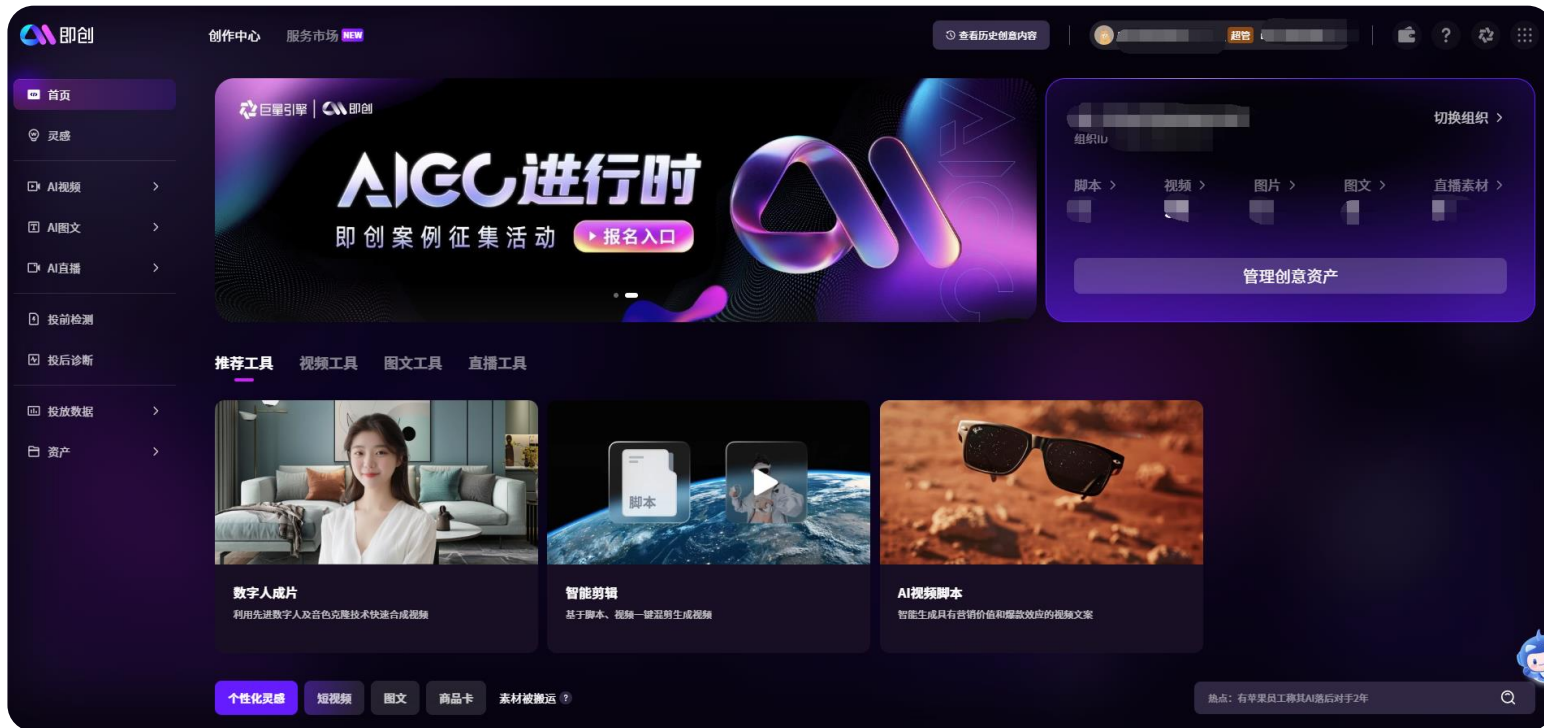 即创
创作中心
服务市场 NEW
查看历史创意内容
超管
首页
灵感
AI视频
AI图文
AI直播
投前检测
投后诊断
投放数据
资产
巨量引擎 | 即创
AIGC进行时
即创案例征集活动
报名入口
切换组织
组织ID
脚本
视频
图片
图文
直播素材
管理创意资产
推荐工具
视频工具
图文工具
直播工具
脚本
数字人成片
利用先进数字人及音色克隆技术快速合成视频
智能剪辑
基于脚本、视频一键混剪生成视频
AI视频脚本
智能生成具有营销价值和爆款效应的视频文案
个性化灵感
短视频
图文
商品卡
素材被搬运
热点：有苹果员工称其AI落后对手2年